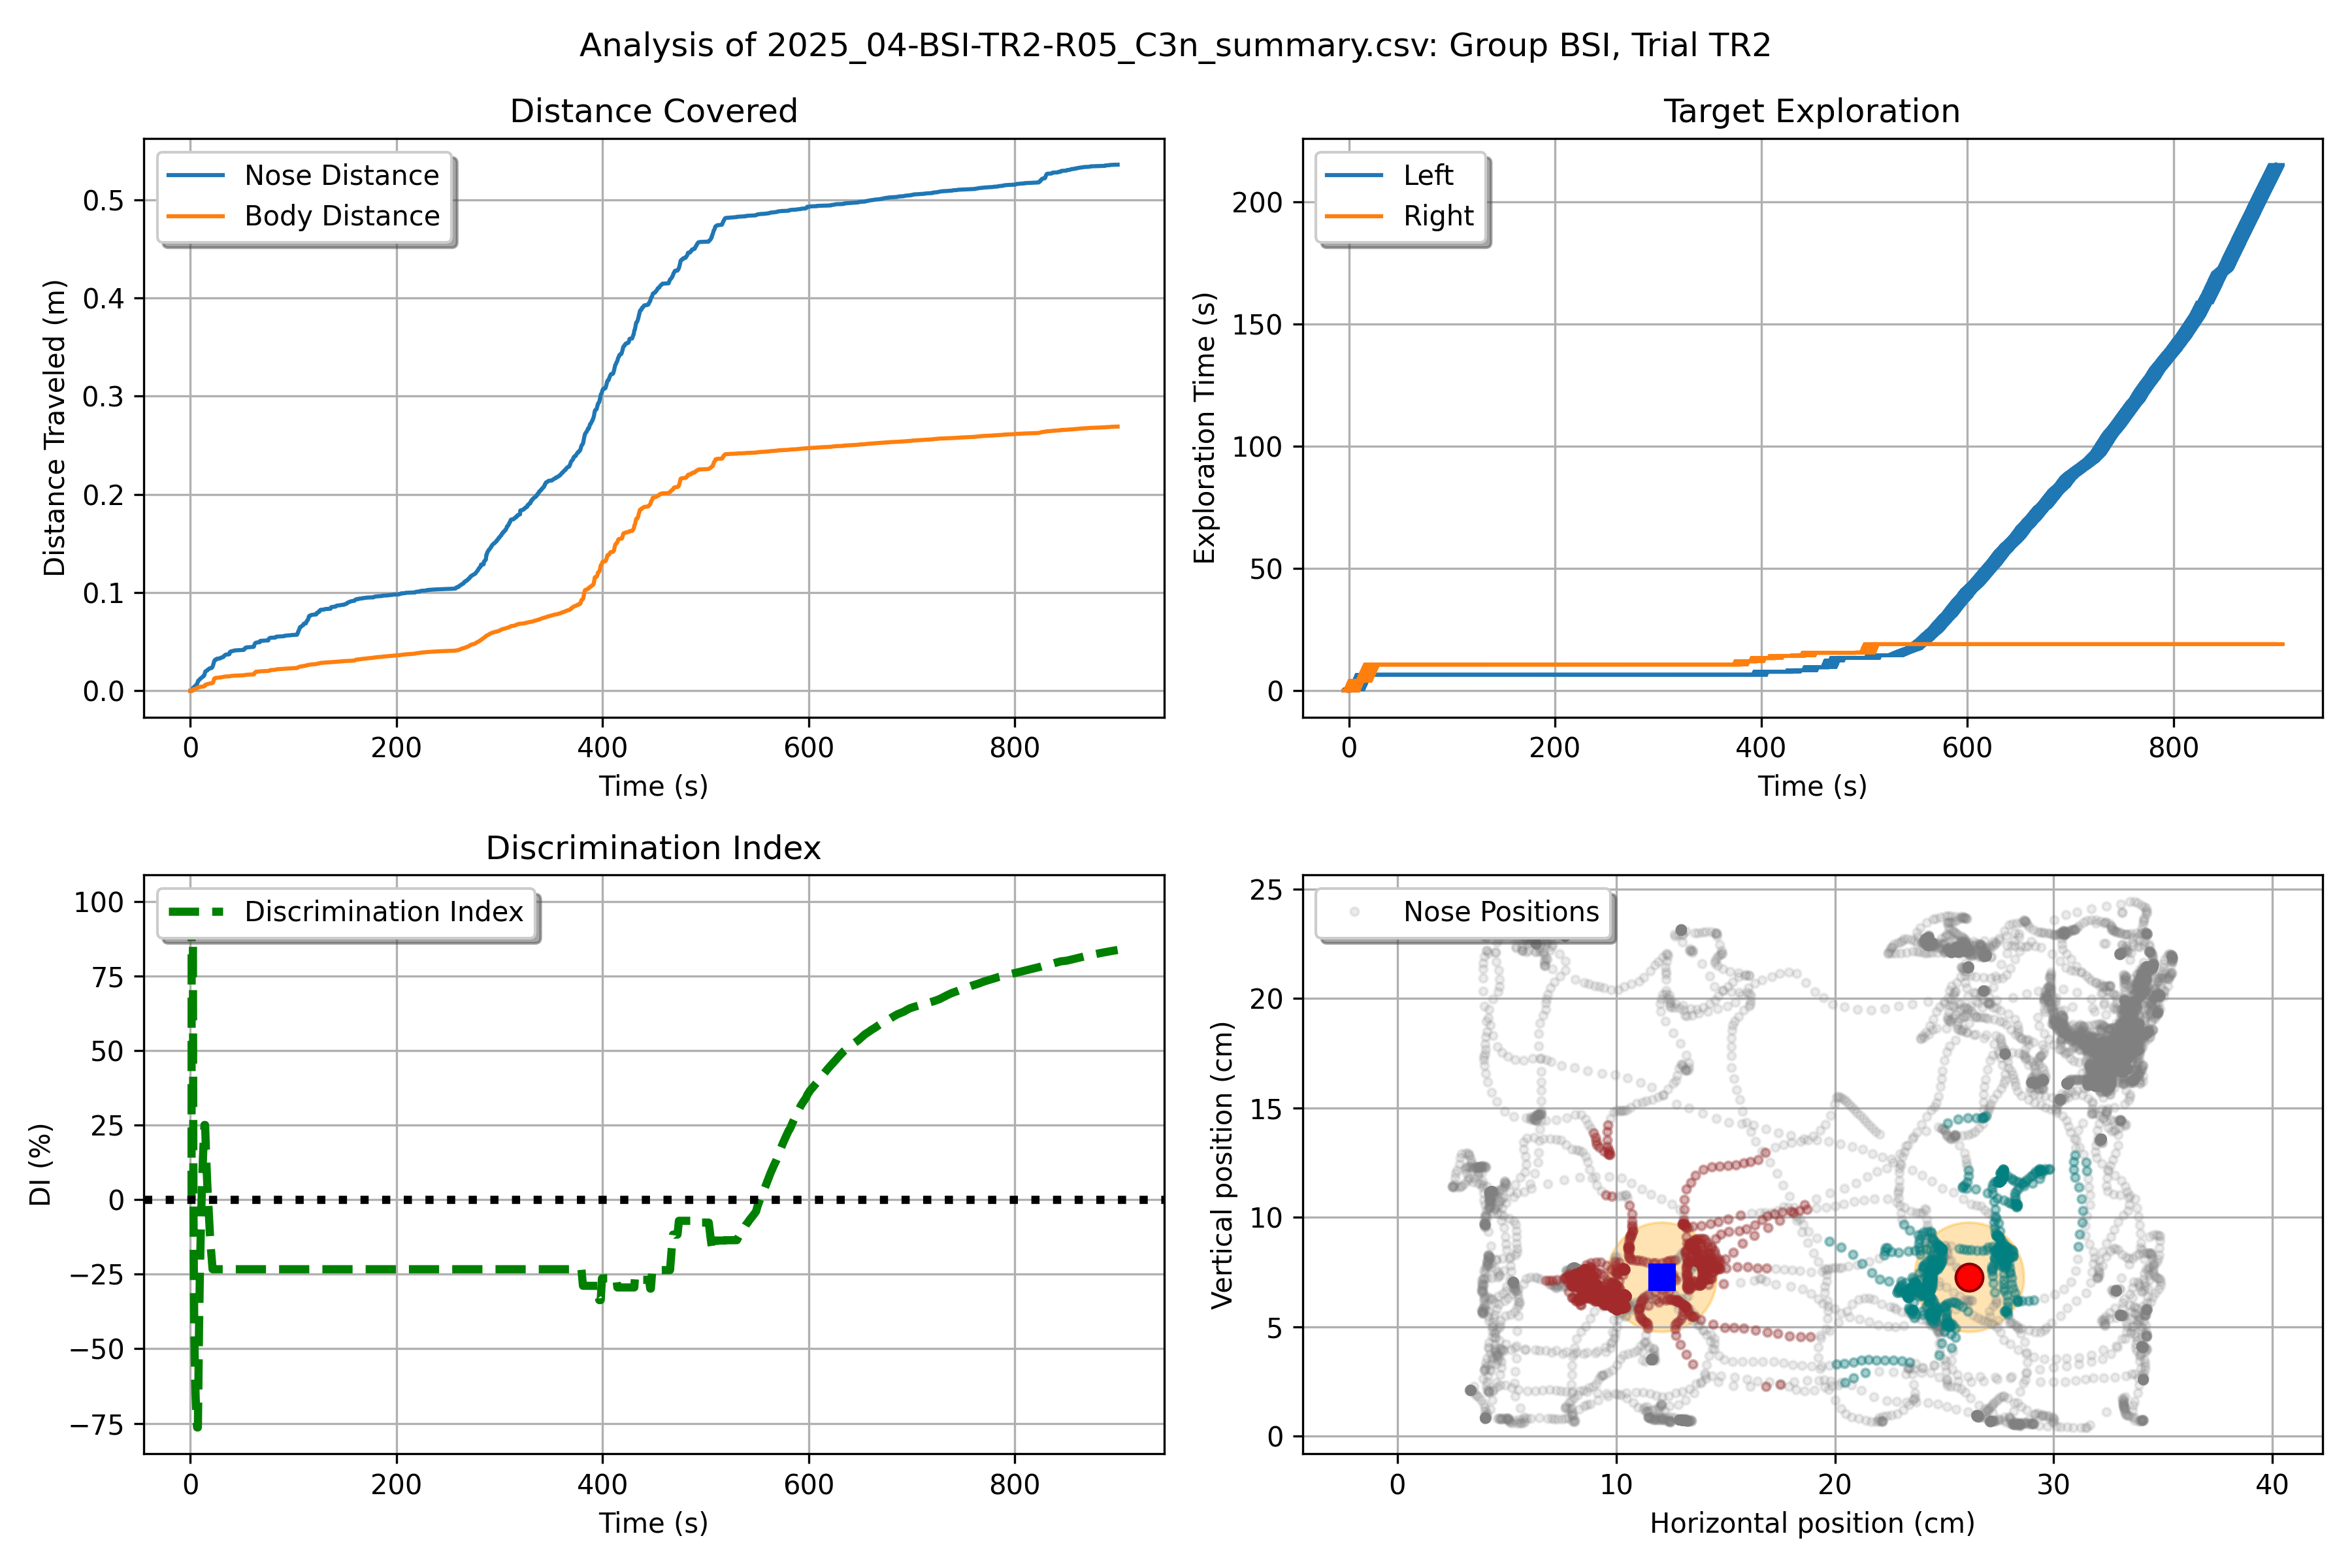 Analysis of 2025_04-BSI-TR2-R05_C3n_summary.csv: Group BSI, Trial TR2
Distance Covered
Nose Distance
Body Distance
Distance Traveled (m)
0.5
0.4
0.3
0.2
0.1
0.0
0 200 400 600 800
Time (s)
Target Exploration
Left
Right
Exploration Time (s)
200
150
100
50
0
0 200 400 600 800
Time (s)
Discrimination Index
Discrimination Index
DI (%)
100
75
50
25
0
−25
−50
−75
0 200 400 600 800
Time (s)
Nose Positions
Vertical position (cm)
25
20
15
10
5
0
0 10 20 30 40
Horizontal position (cm)